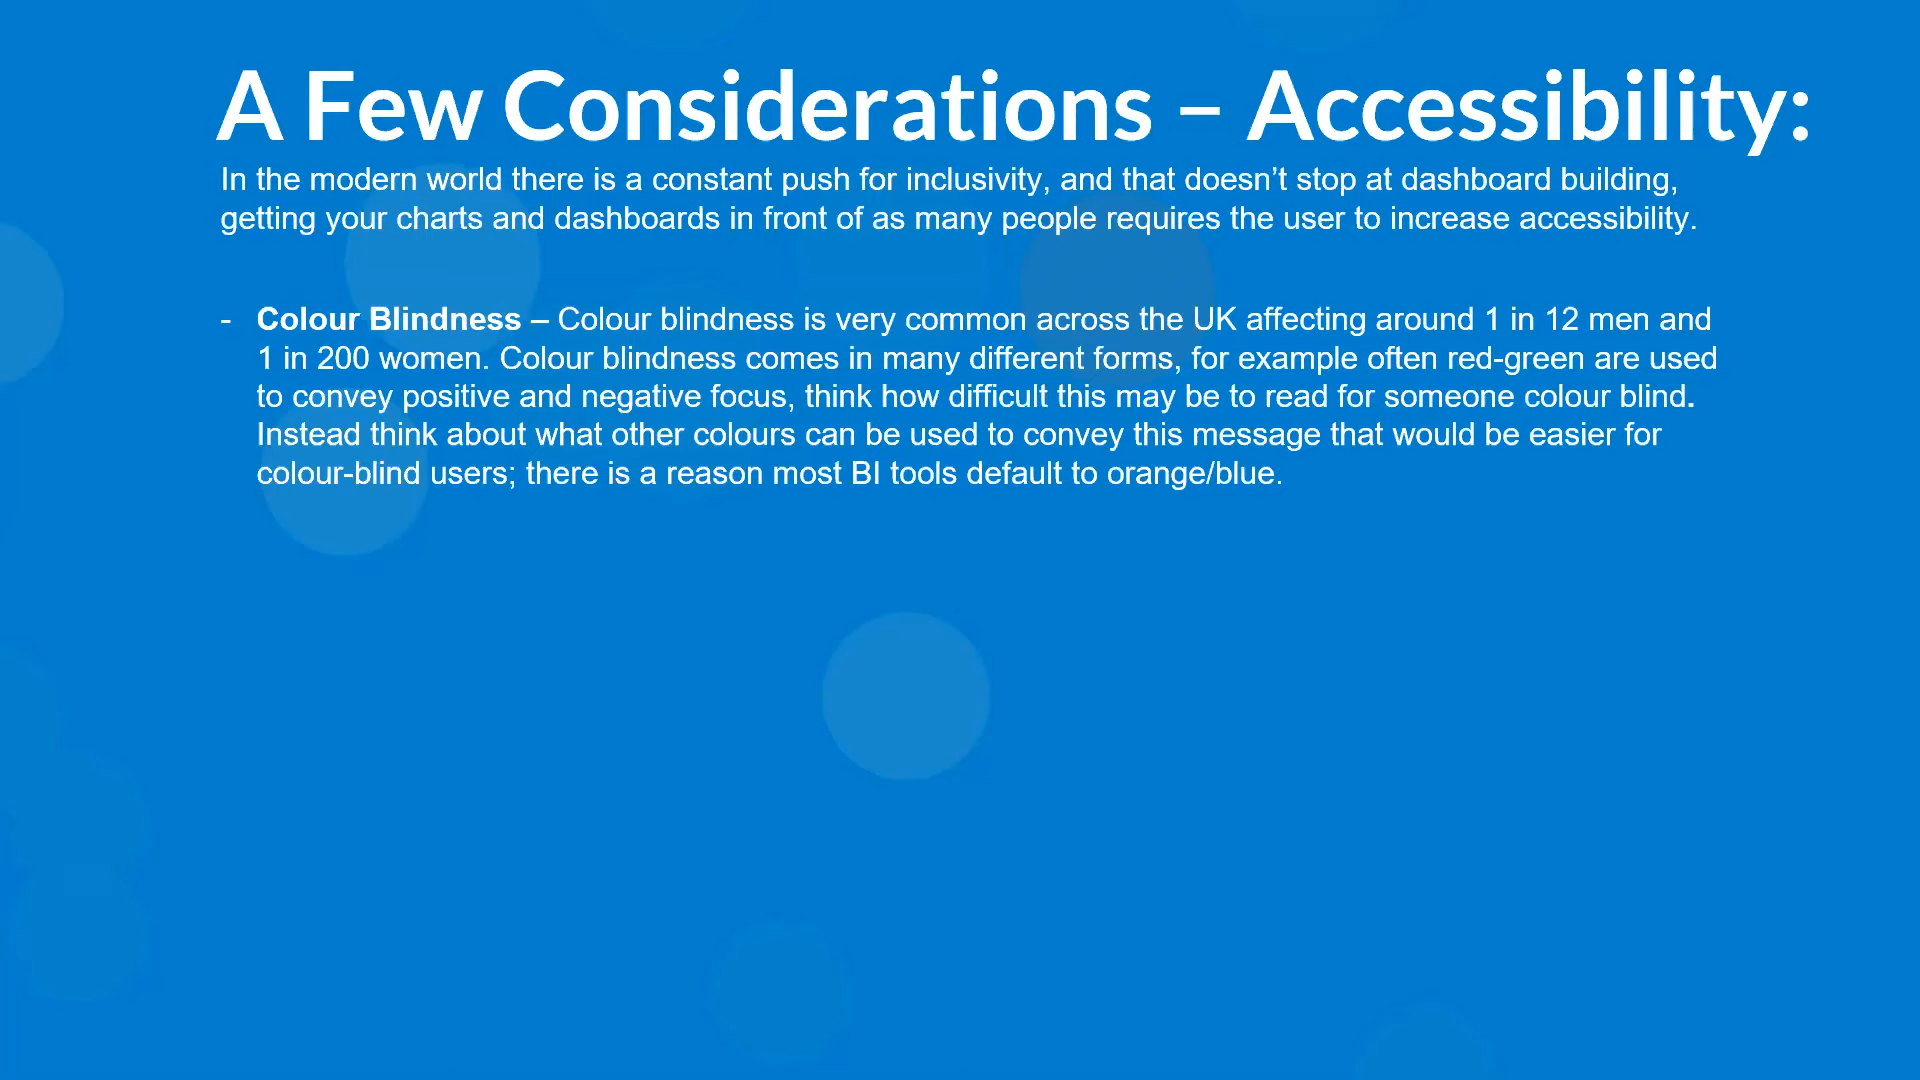 A Few Considerations – Accessibility:
In the modern world there is a constant push for inclusivity, and that doesn’t stop at dashboard building,
getting your charts and dashboards in front of as many people requires the user to increase accessibility.
- Colour Blindness – Colour blindness is very common across the UK affecting around 1 in 12 men and
1 in 200 women. Colour blindness comes in many different forms, for example often red-green are used
to convey positive and negative focus, think how difficult this may be to read for someone colour blind.
Instead think about what other colours can be used to convey this message that would be easier for
colour-blind users; there is a reason most BI tools default to orange/blue.